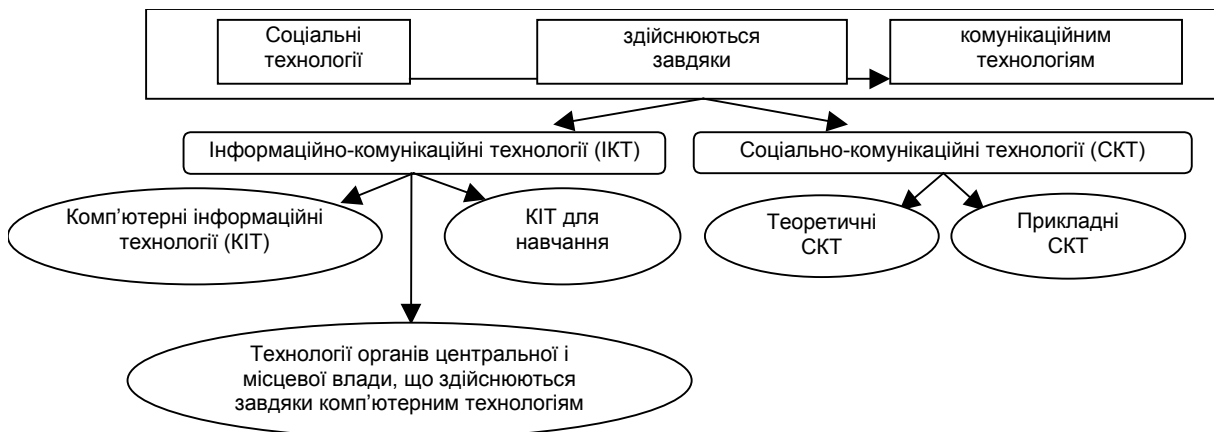 Соціальні
технології
здійснюються
завдяки
комунікаційним
технологіям
Інформаційно-комунікаційні технології (ІКТ)
Соціально-комунікаційні технології (СКТ)
Комп’ютерні інформаційні
технології (КІТ)
КІТ для
навчання
Теоретичні
СКТ
Прикладні
СКТ
Технології органів центральної і
місцевої влади, що здійснюються
завдяки комп’ютерним технологіям